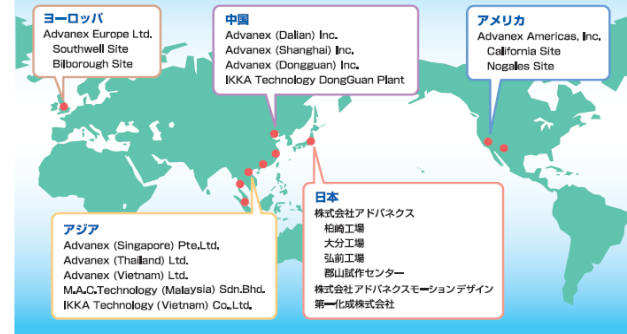 ヨーロッパ
Advanex Europe Ltd.
Southwell Site
Bilborough Site
中国
Advanex (Dalian) Inc.
Advanex (Shanghai) Inc.
Advanex (Dongguan) Inc.
IKKA Technology DongGuan Plant
アメリカ
Advanex Americas, Inc.
California Site
Nogales Site
アジア
Advanex (Singapore) Pte,Ltd.
Advanex (Thailand) Ltd.
Advanex (Vietnam) Ltd.
M.A.C.Technology (Malaysia) Sdn.Bhd.
IKKA Technology (Vietnam) Co.,Ltd.
日本
株式会社アドバネクス
柏崎工場
大分工場
弘前工場
郡山試作センター
株式会社アドバネクスモーションデザイン
第一化成株式会社